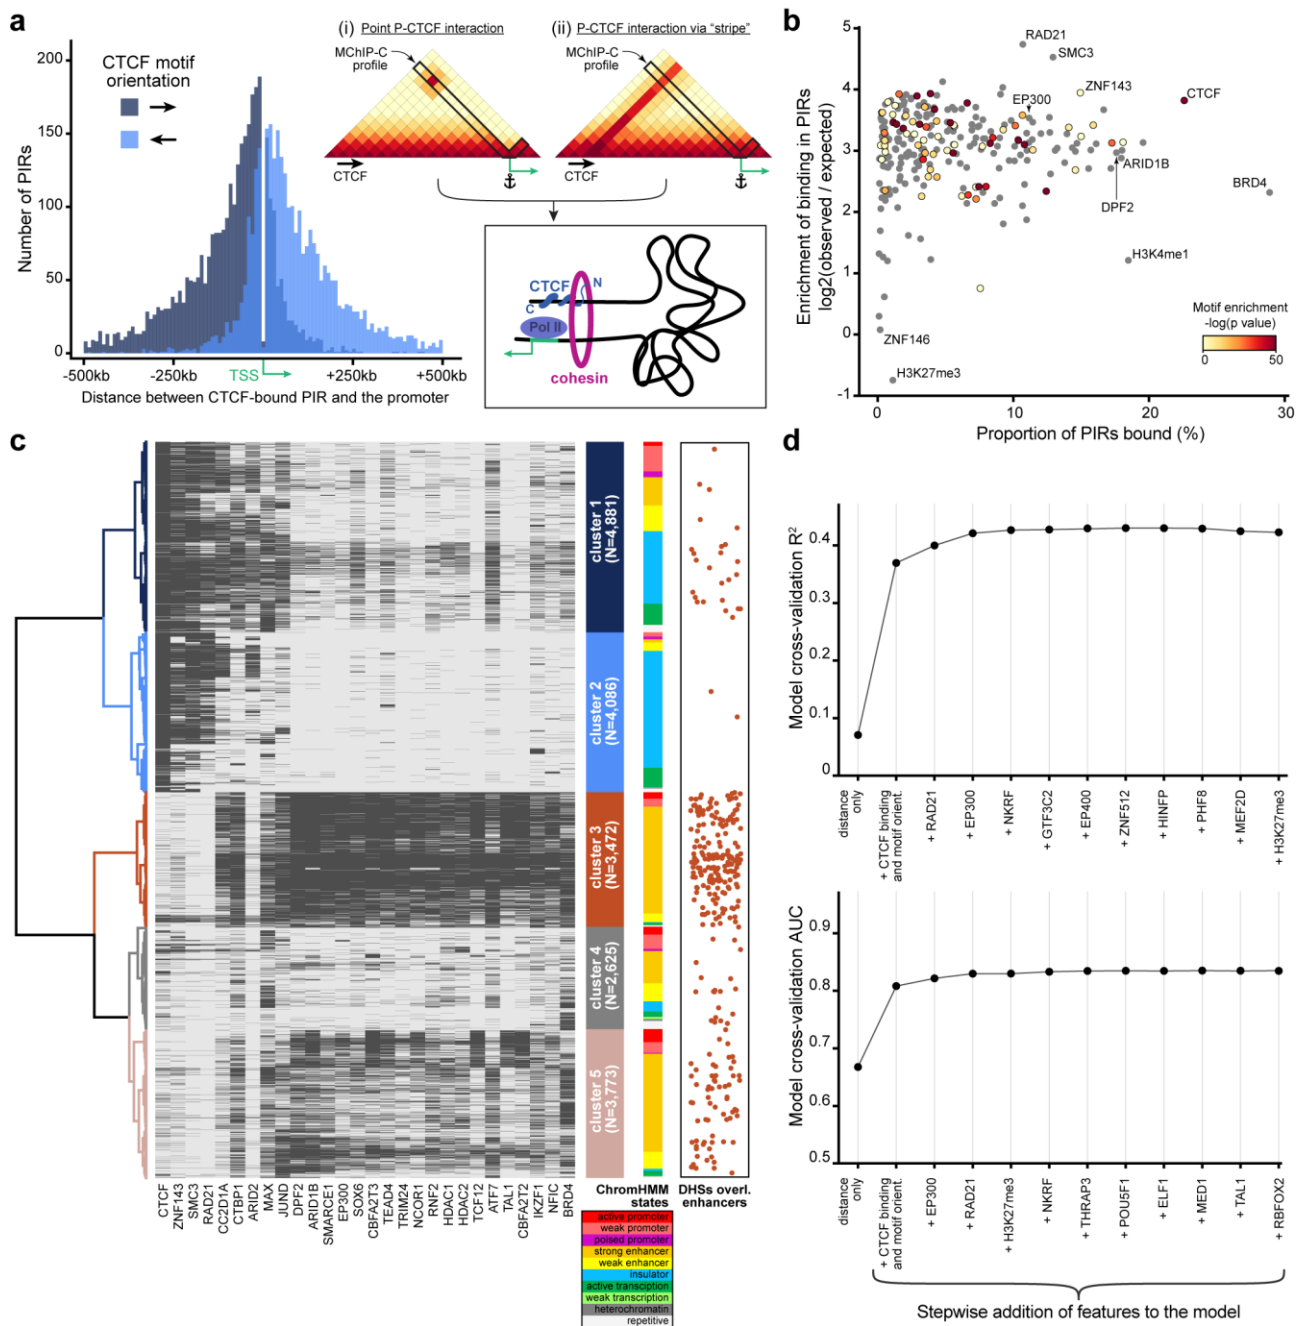 a
CTCF motif
orientation
Number of PIRs
200
150
100
50
0
-500kb
-250kb
TSS
+250kb
+500kb
Distance between CTCF-bound PIR and the promoter
(i) Point P-CTCF interaction
MChIP-C
profile
CTCF
(ii) P-CTCF interaction via "stripe"
MChIP-C
profile
CTCF
CTCF
N
C
Pol II
cohesin
b
Enrichment of binding in PIRs
log2(observed / expected)
5
4
3
2
1
0
-1
RAD21
SMC3
ZNF143
EP300
CTCF
ARID1B
DPF2
BRD4
H3K4me1
ZNF146
H3K27me3
Motif enrichment
-log(p value)
0
50
0
10
20
30
Proportion of PIRs bound (%)
c
cluster 1
(N=4,881)
cluster 2
(N=4,086)
cluster 3
(N=3,472)
cluster 4
(N=2,625)
cluster 5
(N=3,773)
CTCF
ZNF143
SMC3
RAD21
CC2D1A
CTBP1
ARID2
MAX
JUND
DPF2
ARID1B
SMARCE1
EP300
SOX6
CBFA2T3
TEAD4
TRIM24
NCOR1
RNF2
HDAC1
HDAC2
TCF12
ATF7
TAL1
CBFA2T2
IKZF1
NFIC
BRD4
ChromHMM
states
DHSs overl.
enhancers
active promoter
weak promoter
poised promoter
strong enhancer
weak enhancer
insulator
active transcription
weak transcription
heterochromatin
repetitive
d
Model cross-validation R²
0.4
0.3
0.2
0.1
0
distance
only
+ CTCF binding
and motif orient.
+ RAD21
+ EP300
+ NKRF
+ GTF3C2
+ EP400
+ ZNF512
+ HINFP
+ PHF8
+ MEF2D
+ H3K27me3
Model cross-validation AUC
0.9
0.8
0.7
0.6
0.5
distance
only
+ CTCF binding
and motif orient.
+ EP300
+ RAD21
+ H3K27me3
+ NKRF
+ THRAP3
+ POU5F1
+ ELF1
+ MED1
+ TAL1
+ RBFOX2
Stepwise addition of features to the model